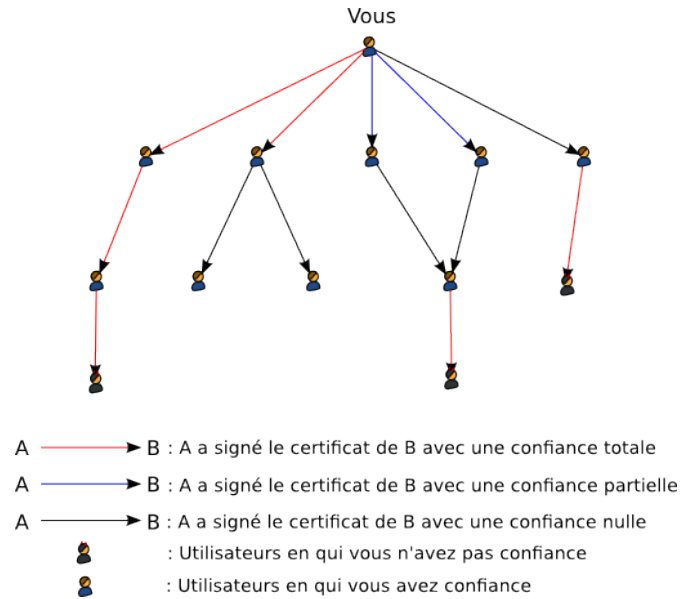 Vous
A B : A a signé le certificat de B avec une confiance totale
A B : A a signé le certificat de B avec une confiance partielle
A B : A a signé le certificat de B avec une confiance nulle
: Utilisateurs en qui vous n'avez pas confiance
: Utilisateurs en qui vous avez confiance